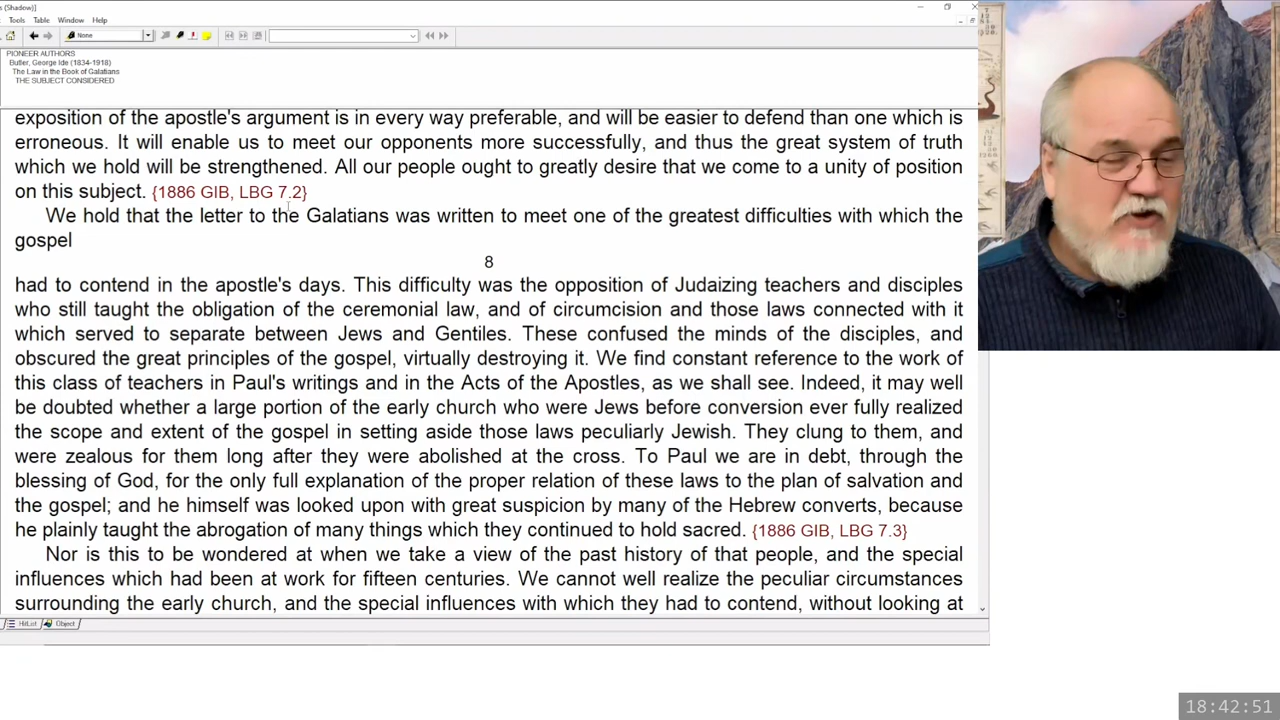 s (Shadow)]
Tools Table Window Help
None
PIONEER AUTHORS
Butler, George Ide (1834-1918)
The Law in the Book of Galatians
THE SUBJECT CONSIDERED
exposition of the apostle's argument is in every way preferable, and will be easier to defend than one which is
erroneous. It will enable us to meet our opponents more successfully, and thus the great system of truth
which we hold will be strengthened. All our people ought to greatly desire that we come to a unity of position
on this subject. {1886 GIB, LBG 7.2}
We hold that the letter to the Galatians was written to meet one of the greatest difficulties with which the
gospel
8
had to contend in the apostle's days. This difficulty was the opposition of Judaizing teachers and disciples
who still taught the obligation of the ceremonial law, and of circumcision and those laws connected with it
which served to separate between Jews and Gentiles. These confused the minds of the disciples, and
obscured the great principles of the gospel, virtually destroying it. We find constant reference to the work of
this class of teachers in Paul's writings and in the Acts of the Apostles, as we shall see. Indeed, it may well
be doubted whether a large portion of the early church who were Jews before conversion ever fully realized
the scope and extent of the gospel in setting aside those laws peculiarly Jewish. They clung to them, and
were zealous for them long after they were abolished at the cross. To Paul we are in debt, through the
blessing of God, for the only full explanation of the proper relation of these laws to the plan of salvation and
the gospel; and he himself was looked upon with great suspicion by many of the Hebrew converts, because
he plainly taught the abrogation of many things which they continued to hold sacred. {1886 GIB, LBG 7.3}
Nor is this to be wondered at when we take a view of the past history of that people, and the special
influences which had been at work for fifteen centuries. We cannot well realize the peculiar circumstances
surrounding the early church, and the special influences with which they had to contend, without looking at
HitList Object
18:42:51